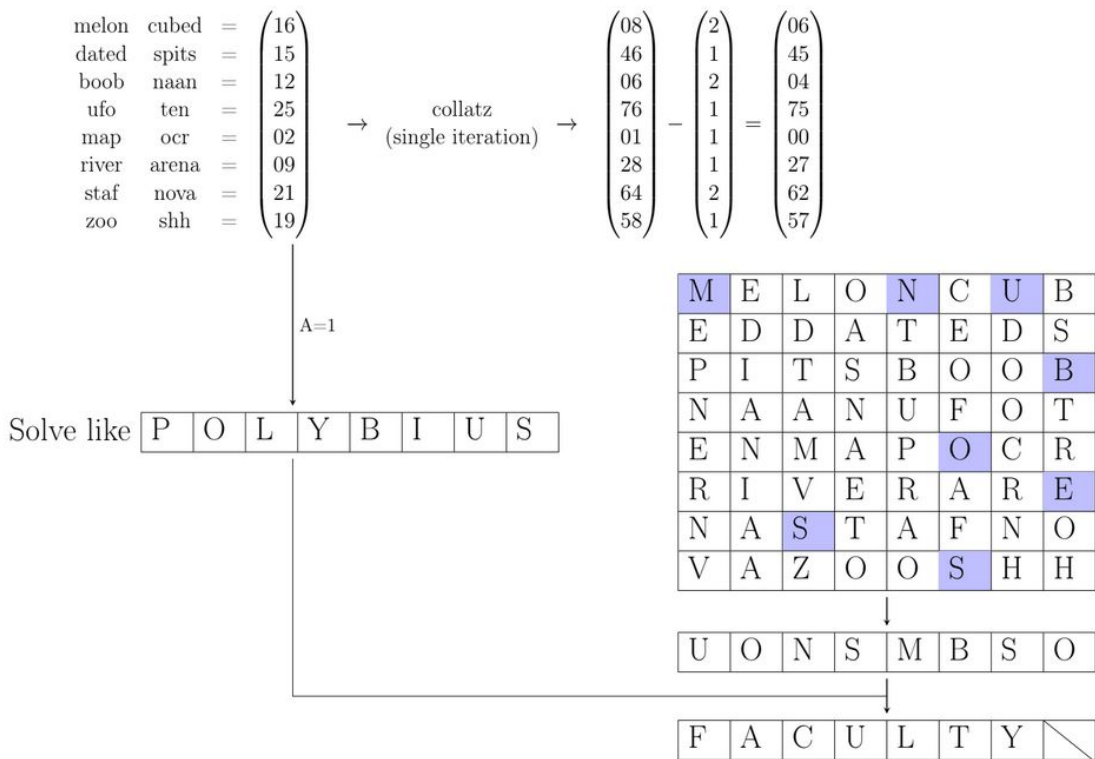 melon cubed = 16 08 2 06
dated spits = 15 46 1 45
boob naan = 12 06 2 04
ufo ten = 25 76 1 75
→ collatz (single iteration) → − =
map ocr = 02 01 1 00
river arena = 09 28 1 27
staf nova = 21 64 2 62
zoo shh = 19 58 1 57
A=1
M E L O N C U B
E D D A T E D S
P I T S B O O B
N A A N U F O T
E N M A P O C R
R I V E R A R E
N A S T A F N O
V A Z O O S H H
Solve like P O L Y B I U S
U O N S M B S O
F A C U L T Y